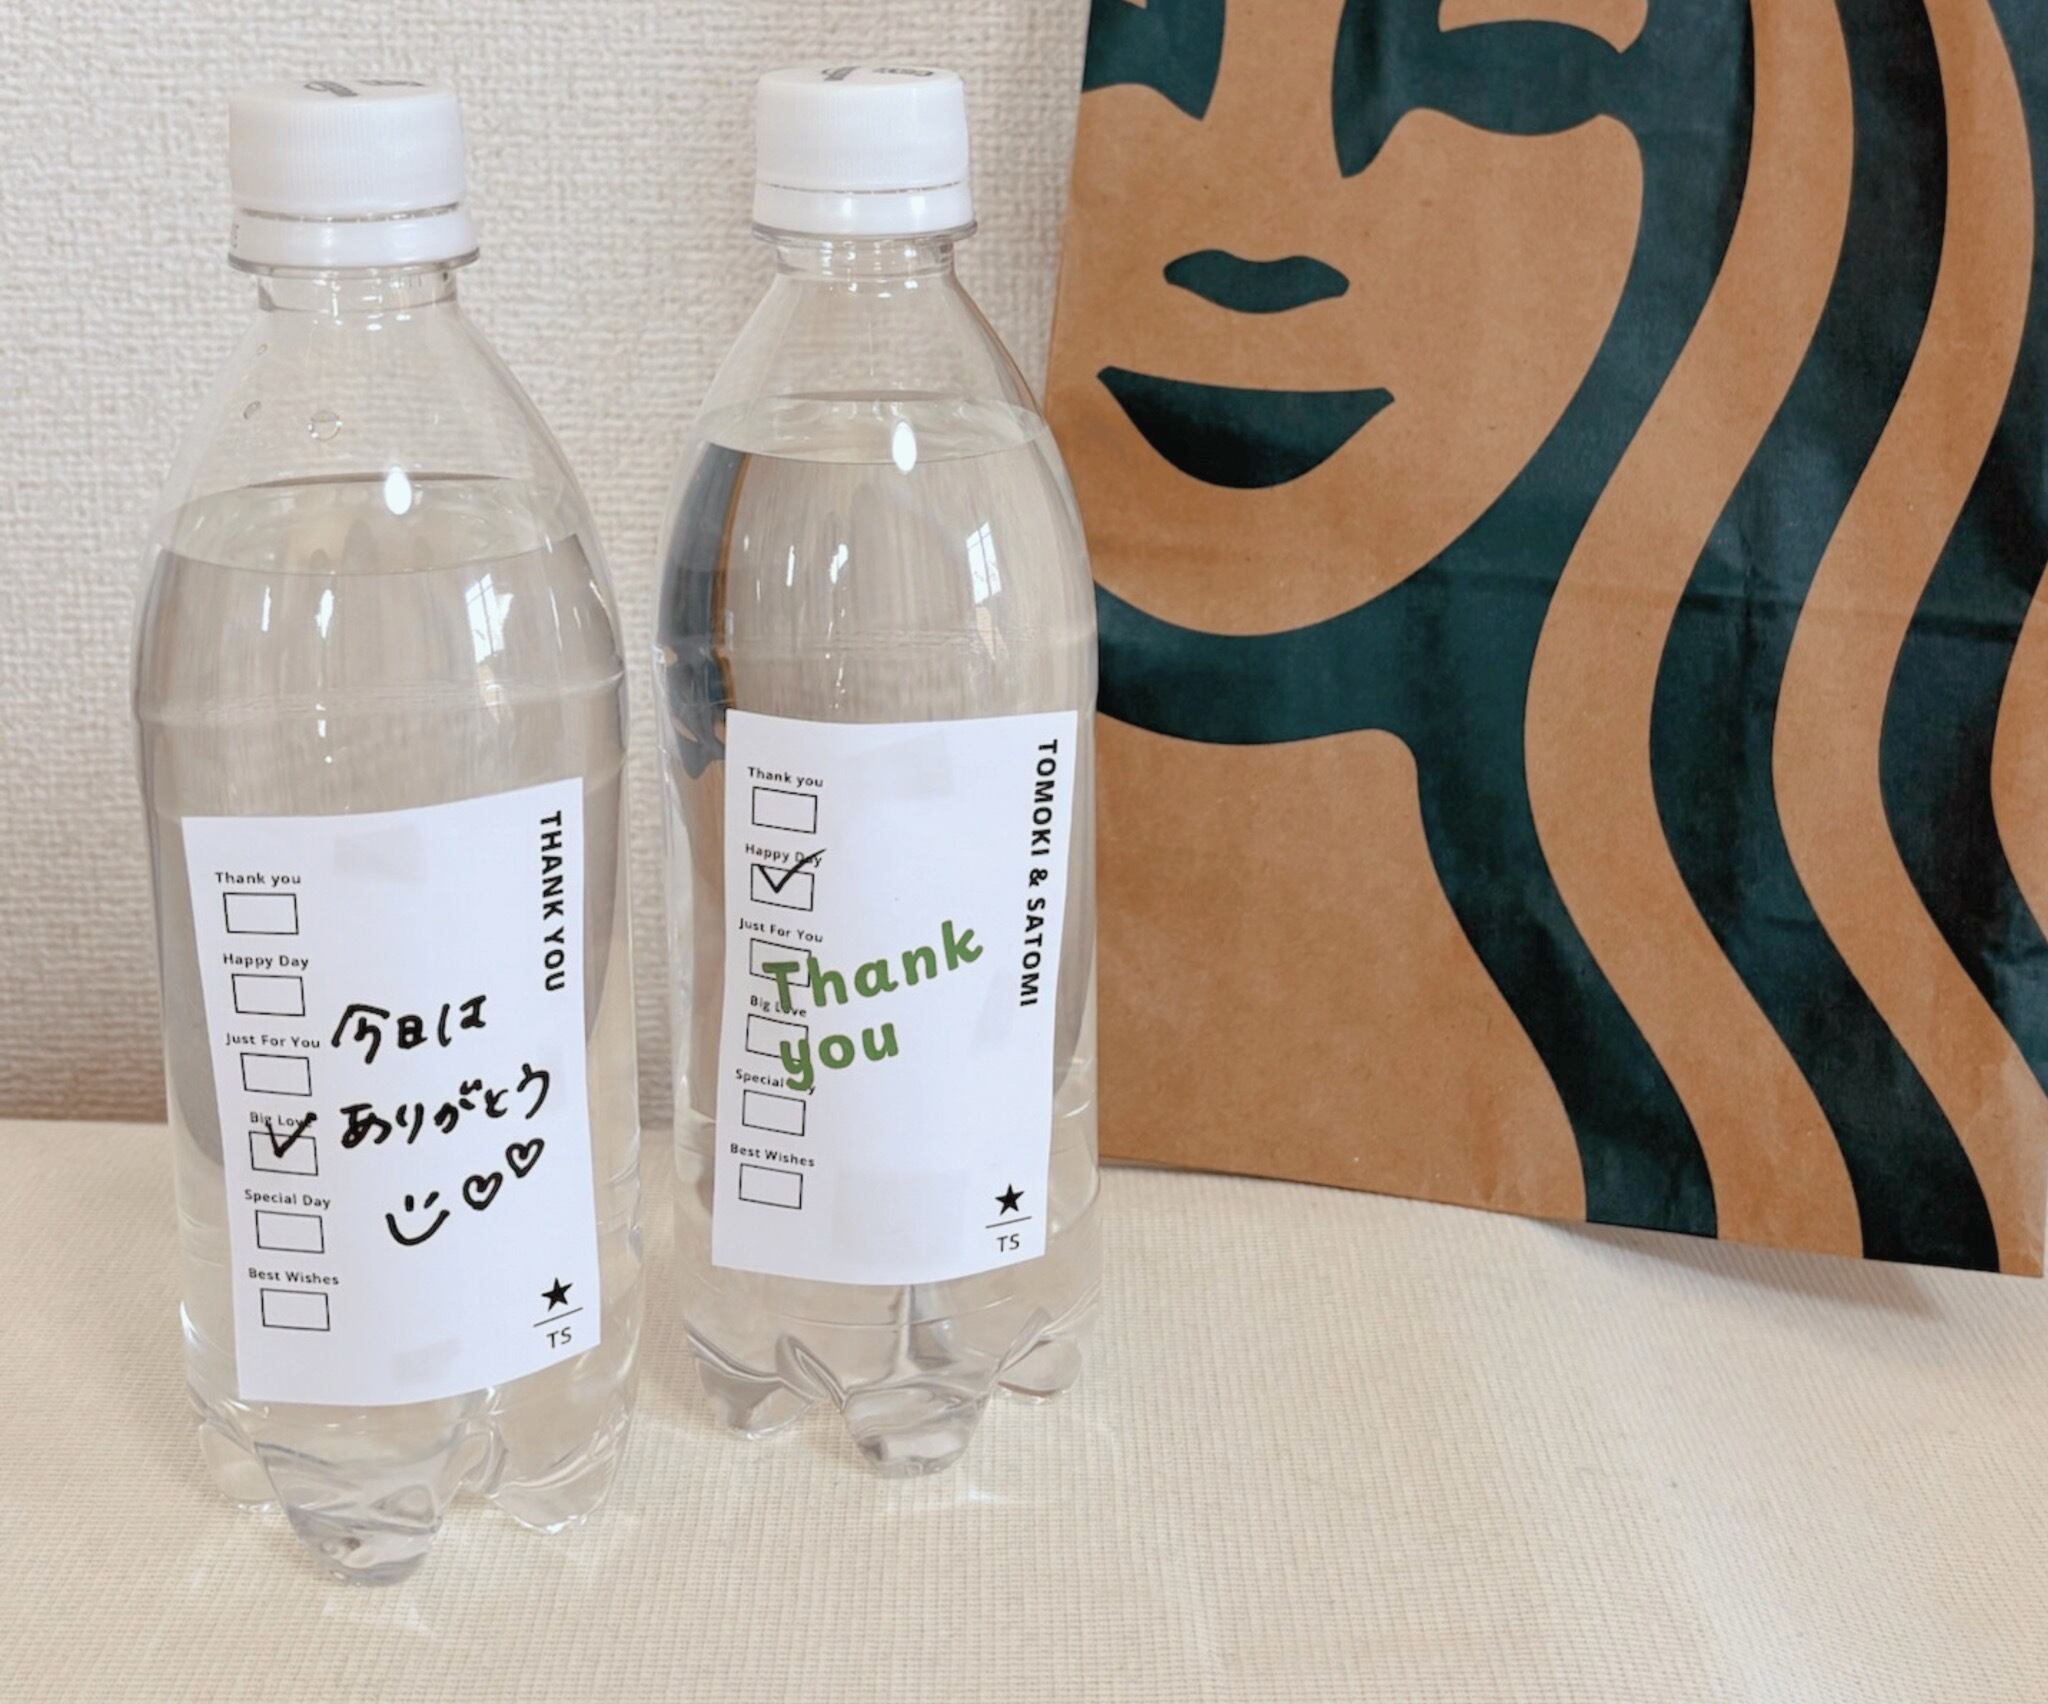 THANK YOU
Thank you
Happy Day
Just For You
Big Love
Special Day
Best Wishes
今日は
ありがとう
TS
TOMOKI & SATOMI
Thank you
Happy Day
Just For You
Big Love
Special Day
Best Wishes
Thank
you
TS